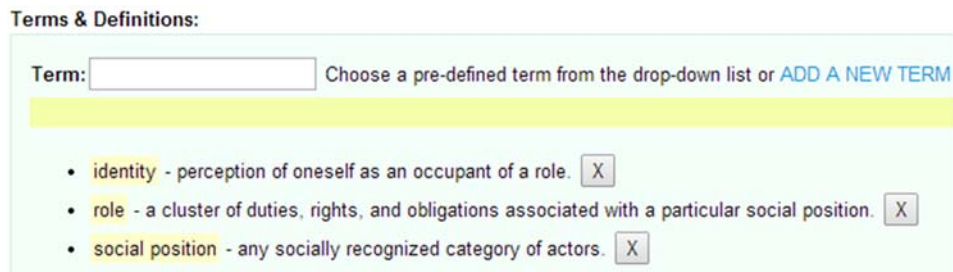 Terms & Definitions:
Term: Choose a pre-defined term from the drop-down list or ADD A NEW TERM
• identity - perception of oneself as an occupant of a role. X
• role - a cluster of duties, rights, and obligations associated with a particular social position. X
• social position - any socially recognized category of actors. X